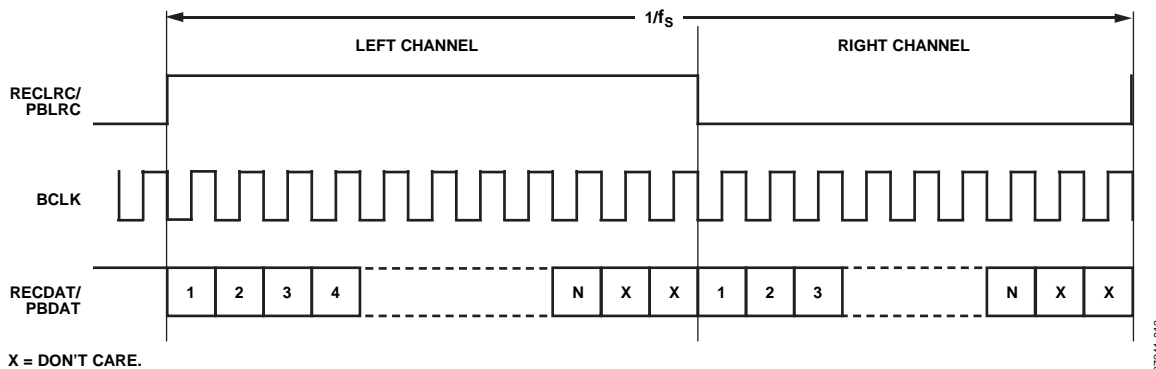 1/fS
LEFT CHANNEL RIGHT CHANNEL
RECLRC/
PBLRC
BCLK
RECDAT/
PBDAT
1 2 3 4 N X X 1 2 3 N X X
X = DON'T CARE.